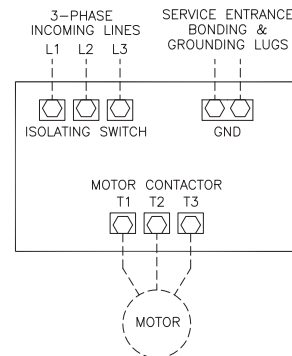 3-PHASE
INCOMING LINES
L1 L2 L3
SERVICE ENTRANCE
BONDING &
GROUNDING LUGS
ISOLATING SWITCH
GND
MOTOR CONTACTOR
T1 T2 T3
MOTOR